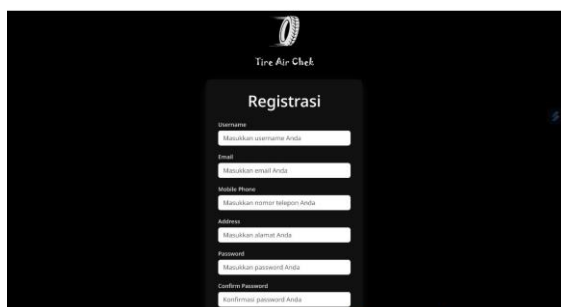 Tire Air Chek
Registrasi
Username
Masukkan username Anda
Email
Masukkan email Anda
Mobile Phone
Masukkan nomor telepon Anda
Address
Masukkan alamat Anda
Password
Masukkan password Anda
Confirm Password
Konfirmasi password Anda